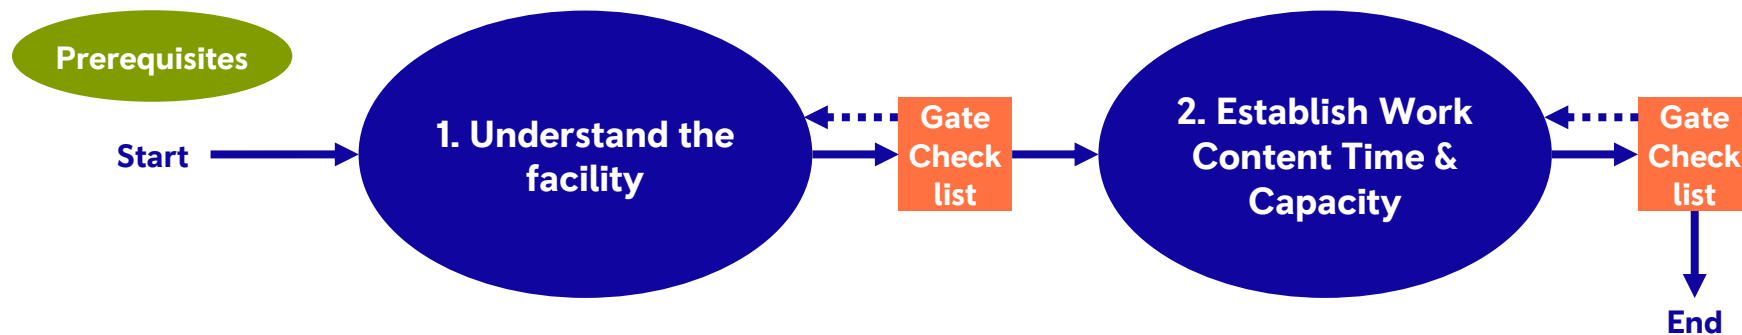 Prerequisites
Start
1. Understand the
facility
Gate
Check
list
2. Establish Work
Content Time &
Capacity
Gate
Check
list
End